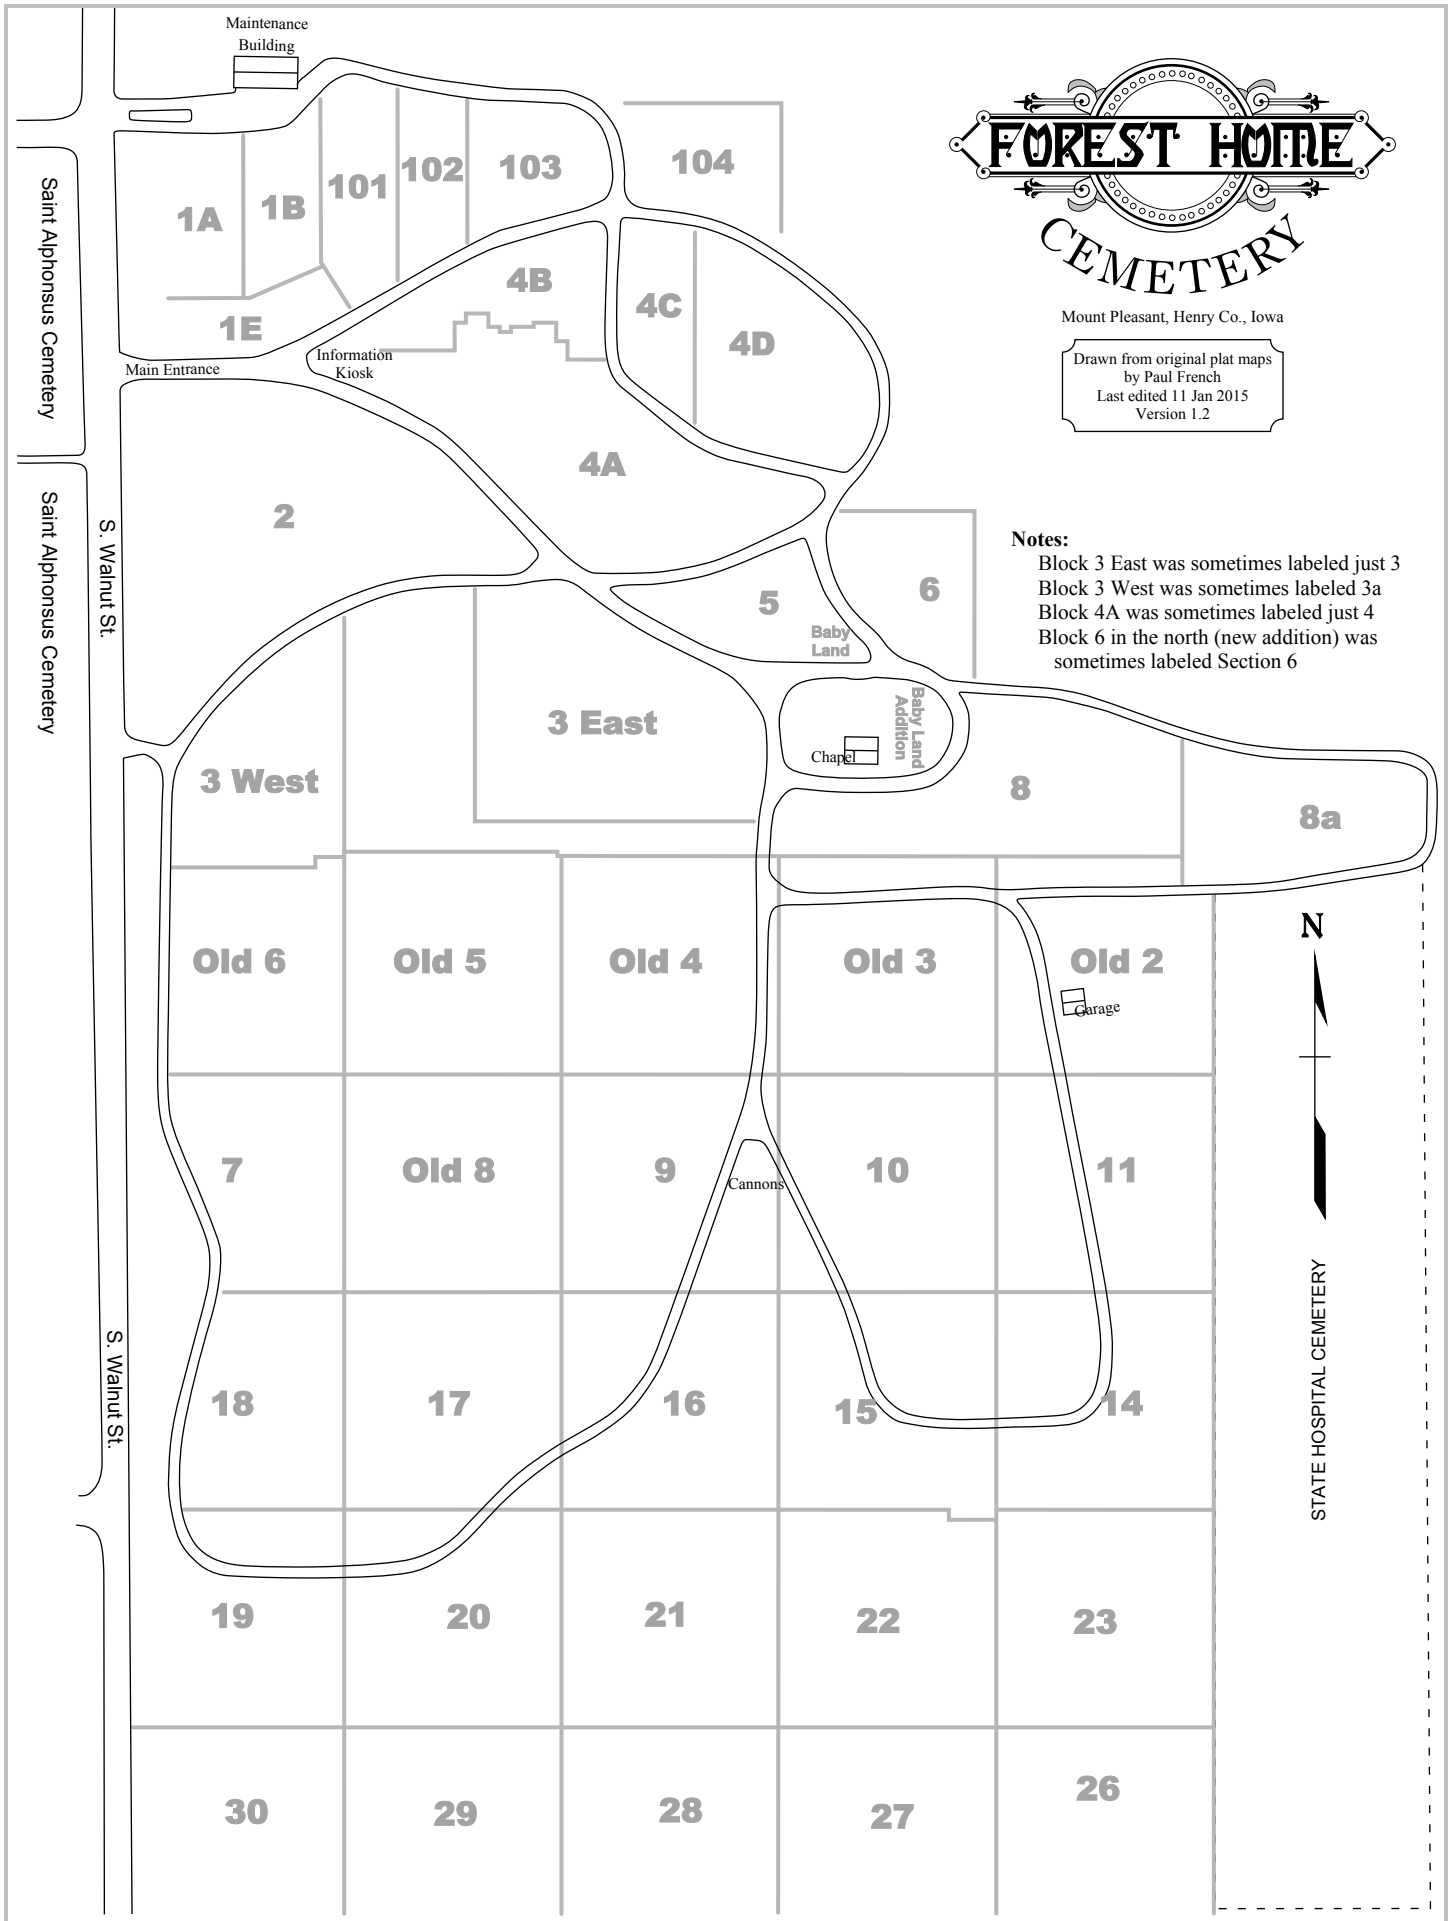 Maintenance
Building
FOREST HOME
CEMETERY
Mount Pleasant, Henry Co., Iowa
Drawn from original plat maps
by Paul French
Last edited 11 Jan 2015
Version 1.2
Saint Alphonsus Cemetery
1A
1B
101
102
103
104
1E
4B
4C
4D
Information
Kiosk
Main Entrance
4A
2
Saint Alphonsus Cemetery
S. Walnut St.
Notes:
Block 3 East was sometimes labeled just 3
Block 3 West was sometimes labeled 3a
Block 4A was sometimes labeled just 4
Block 6 in the north (new addition) was
sometimes labeled Section 6
5
Baby
Land
6
3 East
Baby Land
Addition
Chapel
3 West
8
8a
Old 6
Old 5
Old 4
Old 3
Old 2
Garage
N
7
Old 8
9
Cannons
10
11
S. Walnut St.
18
17
16
15
14
STATE HOSPITAL CEMETERY
19
20
21
22
23
30
29
28
27
26